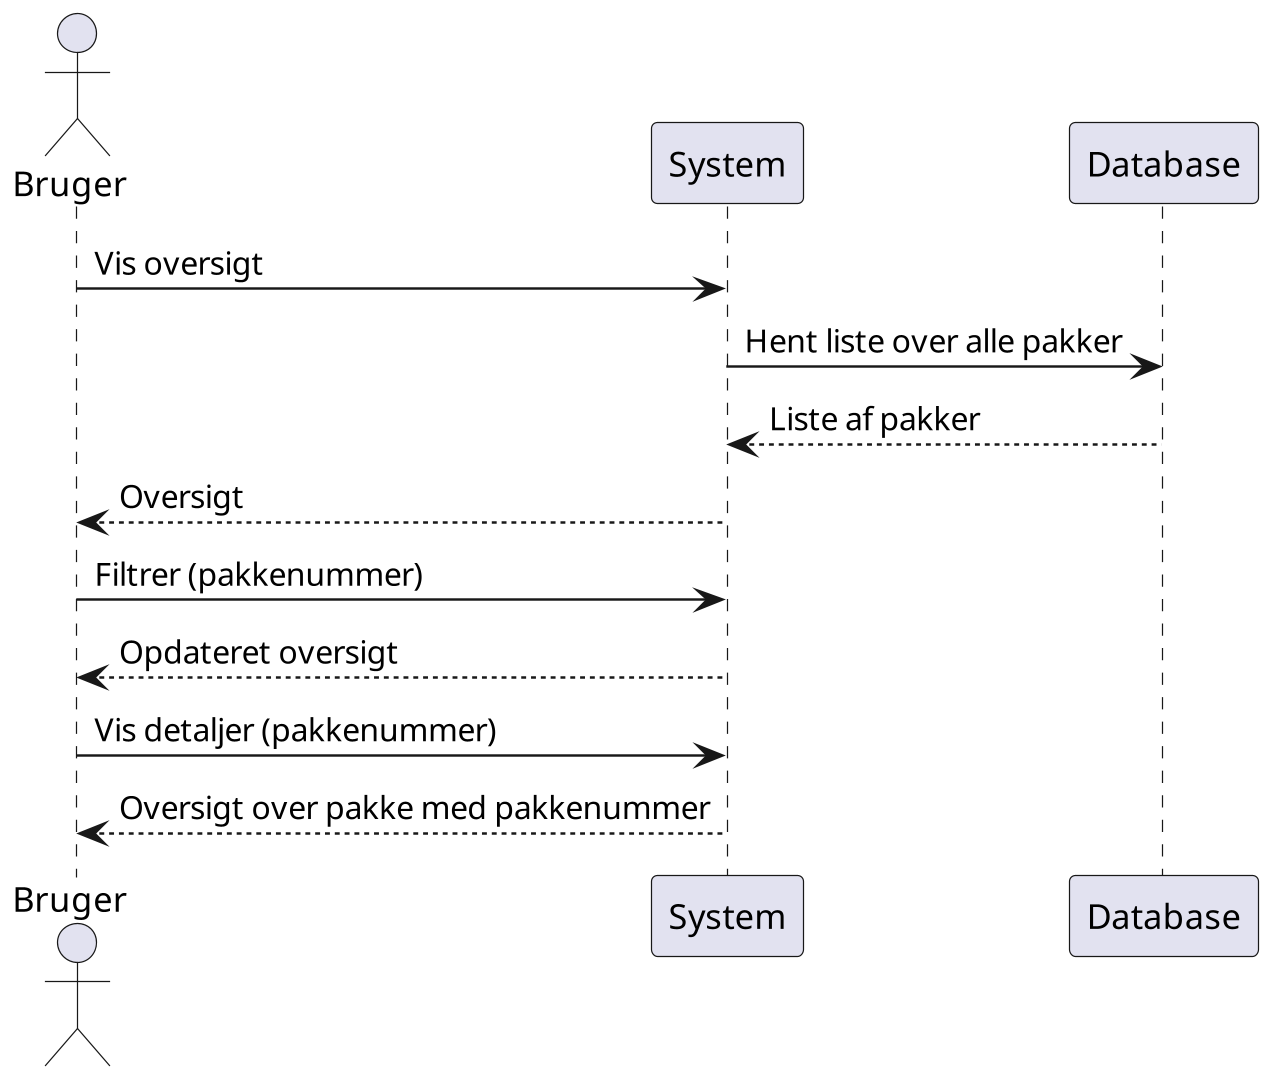 Bruger
System
Database
Vis oversigt
Hent liste over alle pakker
Liste af pakker
Oversigt
Filtrer (pakkenummer)
Opdateret oversigt
Vis detaljer (pakkenummer)
Oversigt over pakke med pakkenummer
Bruger
System
Database